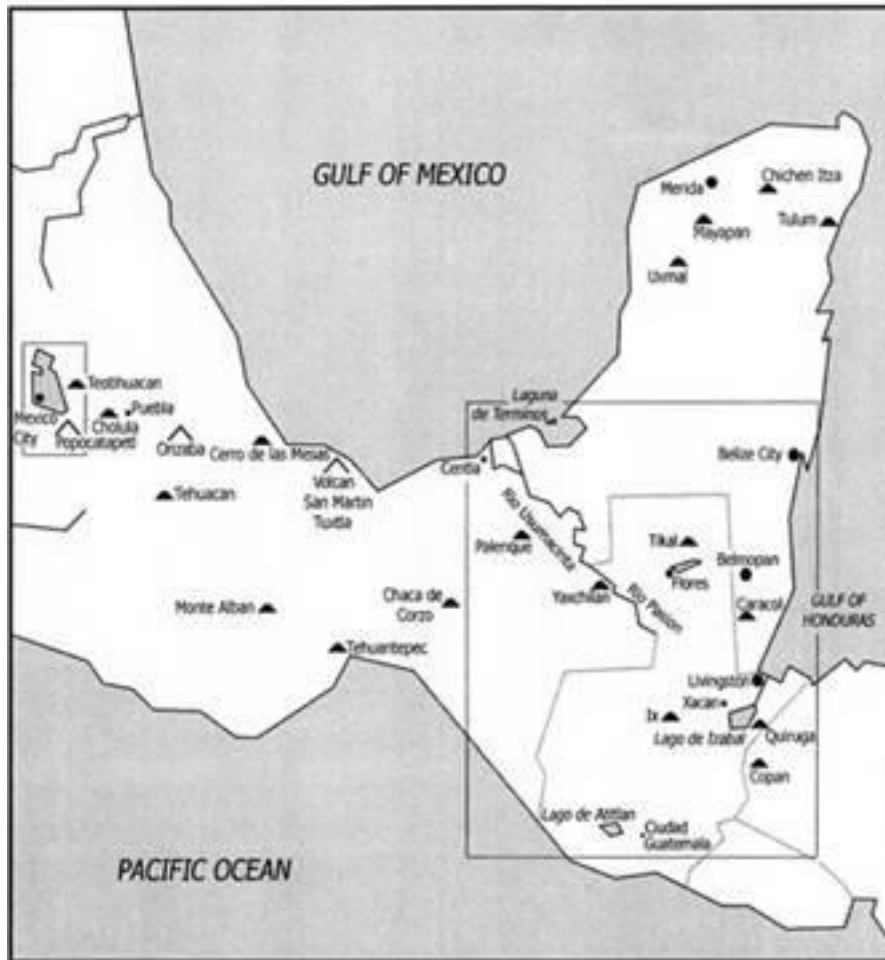 GULF OF MEXICO
Merida
Chichen Itza
Mayapan
Tulum
Uxmal
Teotihuacan
Mexico
City
Popocatapetl
Cholula
Puebla
Orizaba
Cerro de las Mesas
Volcan
San Martin
Tuxtla
Tehuacan
Laguna
de Terminos
Centla
Belize City
Rio Usumacinta
Palenque
Tikal
Flores
Belmopan
Yaxchilan
Rio Pasion
Caracol
GULF OF
HONDURAS
Monte Alban
Chaca de
Corzo
Tehuantepec
Livingston
Xacan
Ix
Lago de Izabal
Quiruga
Copan
Lago de Atitlan
Ciudad
Guatemala
PACIFIC OCEAN